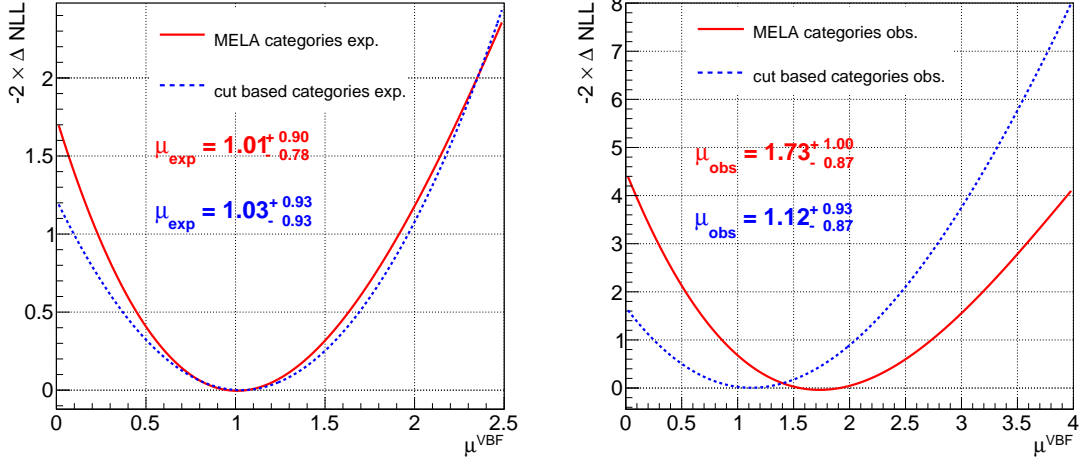 -2 × Δ NLL
MELA categories exp.
cut based categories exp.
μexp = 1.01 + 0.90 - 0.78
μexp = 1.03 + 0.93 - 0.93
2
1.5
1
0.5
0
0 0.5 1 1.5 2 2.5
μVBF
-2 × Δ NLL
MELA categories obs.
cut based categories obs.
μobs = 1.73 + 1.00 - 0.87
μobs = 1.12 + 0.93 - 0.87
8
7
6
5
4
3
2
1
0
0 0.5 1 1.5 2 2.5 3 3.5 4
μVBF